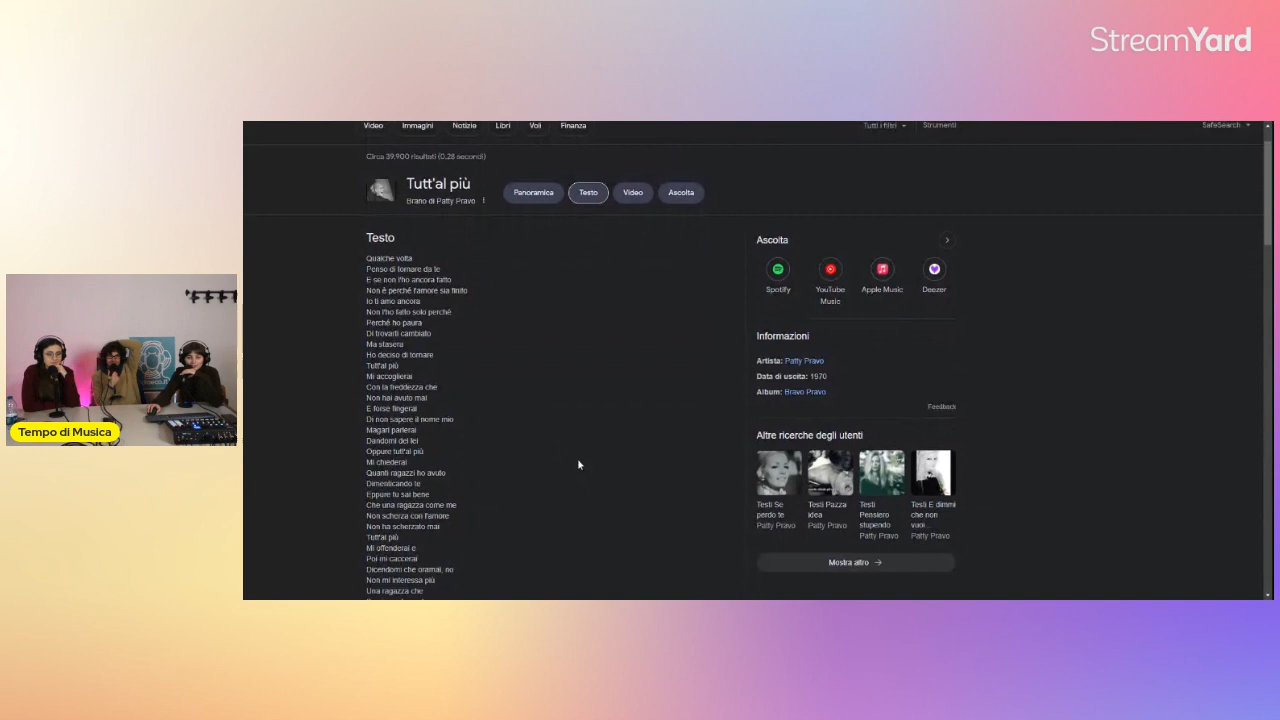 StreamYard
Video Immagini Notizie Libri Voli Finanza Tutti i filtri Strumenti SafeSearch
Circa 39.900 risultati (0,28 secondi)
Tutt'al più
Brano di Patty Pravo
Panoramica Testo Video Ascolta
Testo
Qualche volta
Penso di tornare da te
E se non l'ho ancora fatto
Non è perché l'amore sia finito
Io ti amo ancora
Non l'ho fatto solo perché
Perché ho paura
Di trovarti cambiato
Ma stasera
Ho deciso di tornare
Tutt'al più
Mi accoglierai
Con la freddezza che
Non hai avuto mai
E forse fingerai
Di non sapere il nome mio
Magari parlerai
Dandomi del lei
Oppure tutt'al più
Mi chiederai
Quanti ragazzi ho avuto
Dimenticando te
Eppure tu sai bene
Che una ragazza come me
Non scherza con l'amore
Non ha scherzato mai
Tutt'al più
Mi offenderai e
Poi mi caccerai
Dicendomi che oramai, no
Non mi interessa più
Una ragazza che
Ascolta
Spotify
YouTube Music
Apple Music
Deezer
Informazioni
Artista: Patty Pravo
Data di uscita: 1970
Album: Bravo Pravo
Feedback
Altre ricerche degli utenti
Testi Se perdo te
Patty Pravo
Testi Pazza idea
Patty Pravo
Testi Pensiero stupendo
Patty Pravo
Testi E dimmi che non vuoi...
Patty Pravo
Mostra altro
Tempo di Musica